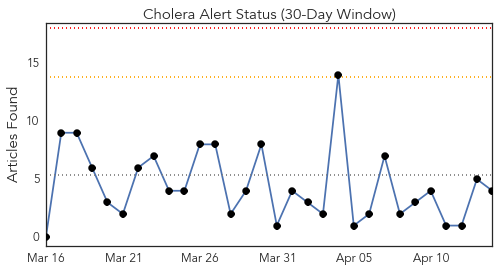 Cholera Alert Status (30-Day Window)
Articles Found
15
10
5
0
Mar 16 Mar 21 Mar 26 Mar 31 Apr 05 Apr 10